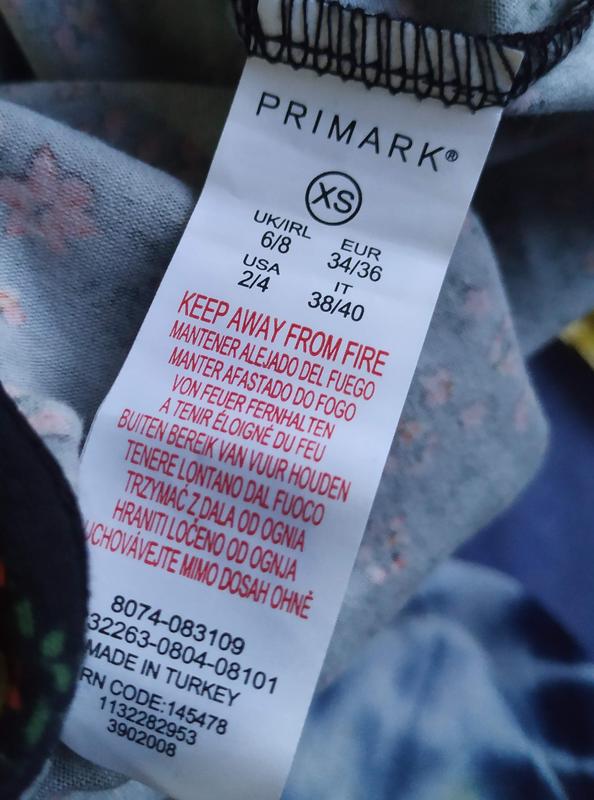 PRIMARK®
XS
UK/IRL EUR
6/8 34/36
USA IT
2/4 38/40
KEEP AWAY FROM FIRE
MANTENER ALEJADO DEL FUEGO
MANTER AFASTADO DO FOGO
VON FEUER FERNHALTEN
À TENIR ÉLOIGNÉ DU FEU
BUITEN BEREIK VAN VUUR HOUDEN
TENERE LONTANO DAL FUOCO
TRZYMAĆ Z DALA OD OGNIA
HRANITI LOČENO OD OGNJA
UCHOVÁVEJTE MIMO DOSAH OHNĚ
8074-083109
32263-0804-08101
MADE IN TURKEY
RN CODE:145478
1132282953
3902008